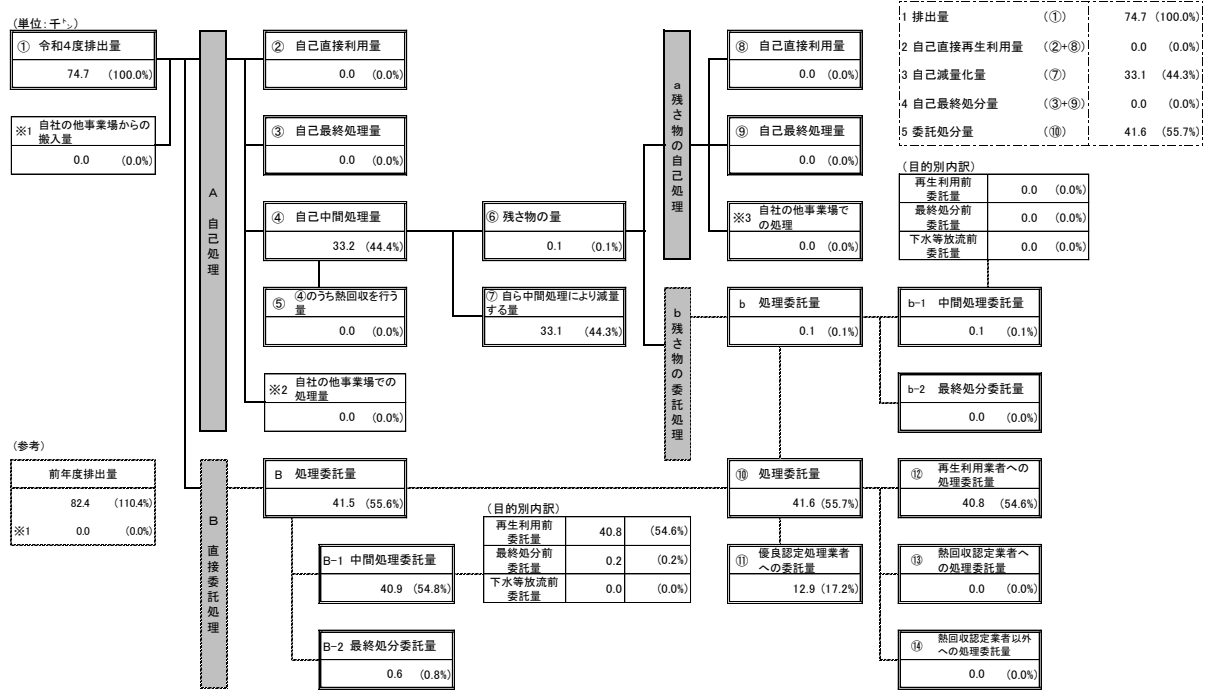 (単位:千㌧)
① 令和4度排出量
74.7 (100.0%)
※1 自社の他事業場からの
搬入量
0.0 (0.0%)
A 自己処理
② 自己直接利用量
0.0 (0.0%)
③ 自己最終処理量
0.0 (0.0%)
④ 自己中間処理量
33.2 (44.4%)
⑤ ④のうち熱回収を行う
量
0.0 (0.0%)
※2 自社の他事業場での
処理量
0.0 (0.0%)
⑥ 残さ物の量
0.1 (0.1%)
⑦ 自ら中間処理により減量
する量
33.1 (44.3%)
a 残さ物の自己処理
⑧ 自己直接利用量
0.0 (0.0%)
⑨ 自己最終処理量
0.0 (0.0%)
※3 自社の他事業場で
の処理
0.0 (0.0%)
1 排出量 (①) 74.7 (100.0%)
2 自己直接再生利用量 (②+⑧) 0.0 (0.0%)
3 自己減量化量 (⑦) 33.1 (44.3%)
4 自己最終処分量 (③+⑨) 0.0 (0.0%)
5 委託処分量 (⑩) 41.6 (55.7%)
(目的別内訳)
再生利用前
委託量 0.0 (0.0%)
最終処分前
委託量 0.0 (0.0%)
下水等放流前
委託量 0.0 (0.0%)
b 残さ物の委託処理
b 処理委託量
0.1 (0.1%)
b-1 中間処理委託量
0.1 (0.1%)
b-2 最終処分委託量
0.0 (0.0%)
(参考)
前年度排出量
82.4 (110.4%)
※1 0.0 (0.0%)
B 直接委託処理
B 処理委託量
41.5 (55.6%)
B-1 中間処理委託量
40.9 (54.8%)
B-2 最終処分委託量
0.6 (0.8%)
(目的別内訳)
再生利用前
委託量 40.8 (54.6%)
最終処分前
委託量 0.2 (0.2%)
下水等放流前
委託量 0.0 (0.0%)
⑩ 処理委託量
41.6 (55.7%)
⑪ 優良認定処理業者
への委託量
12.9 (17.2%)
⑫ 再生利用業者への
処理委託量
40.8 (54.6%)
⑬ 熱回収認定業者へ
の処理委託量
0.0 (0.0%)
⑭ 熱回収認定業者以外
への処理委託量
0.0 (0.0%)